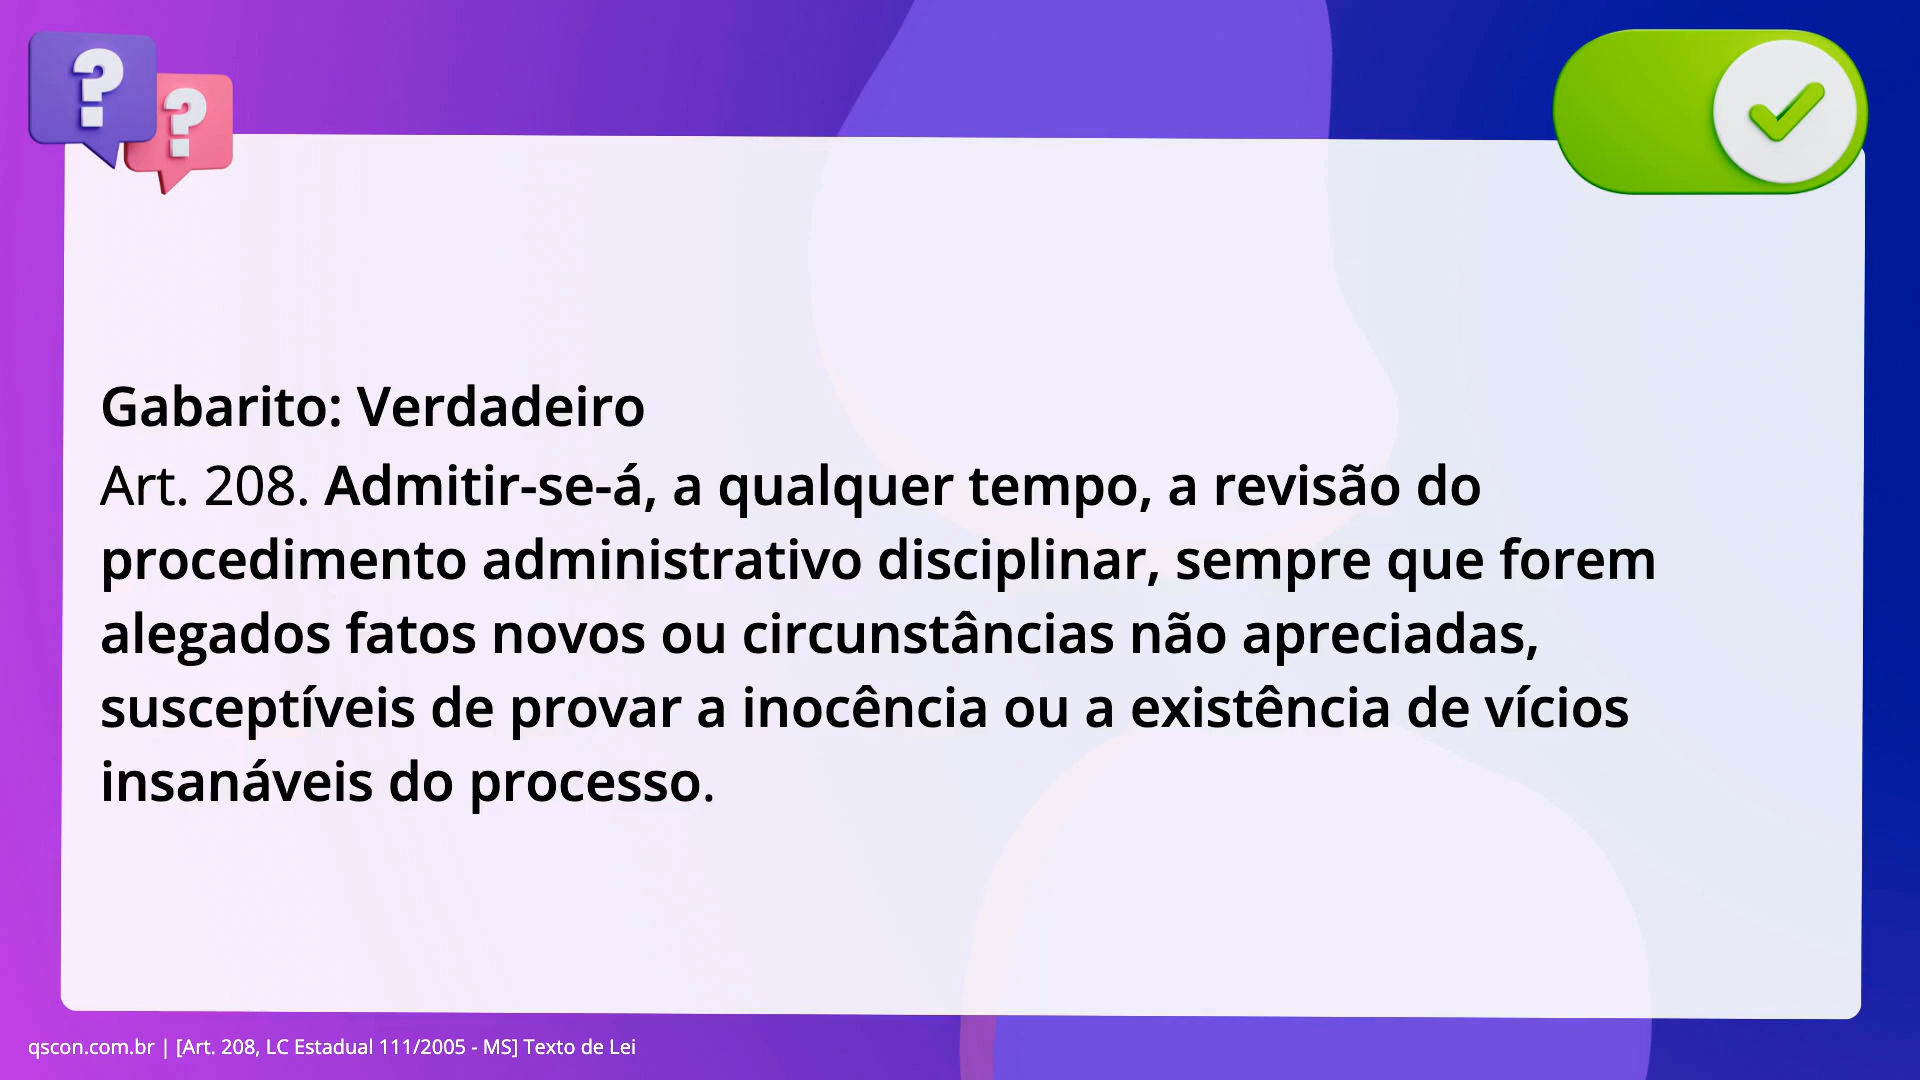 Gabarito: Verdadeiro
Art. 208. Admitir-se-á, a qualquer tempo, a revisão do
procedimento administrativo disciplinar, sempre que forem
alegados fatos novos ou circunstâncias não apreciadas,
susceptíveis de provar a inocência ou a existência de vícios
insanáveis do processo.
qscon.com.br | [Art. 208, LC Estadual 111/2005 - MS] Texto de Lei